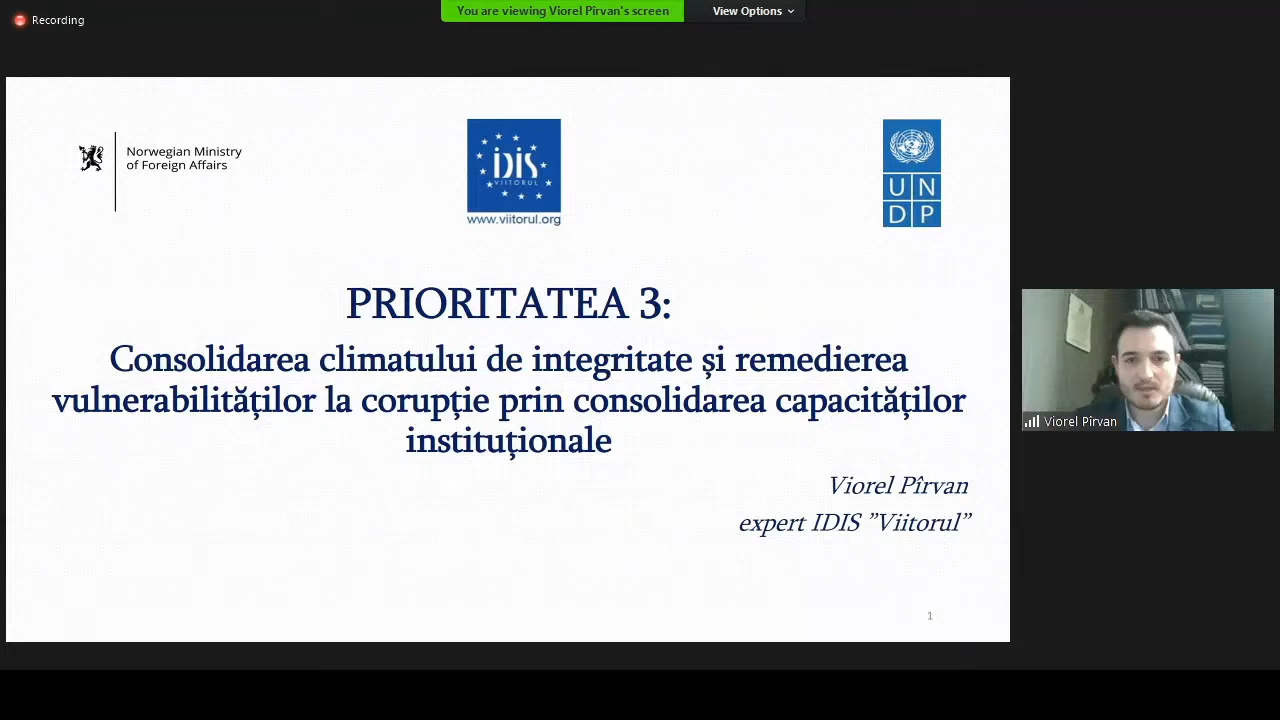 Recording
You are viewing Viorel Pîrvan's screen
View Options
Norwegian Ministry
of Foreign Affairs
iDiS
VIITORUL
www.viitorul.org
U N
D P
PRIORITATEA 3:
Consolidarea climatului de integritate și remedierea
vulnerabilităților la corupție prin consolidarea capacităților
instituționale
Viorel Pîrvan
expert IDIS ”Viitorul”
1
Viorel Pîrvan